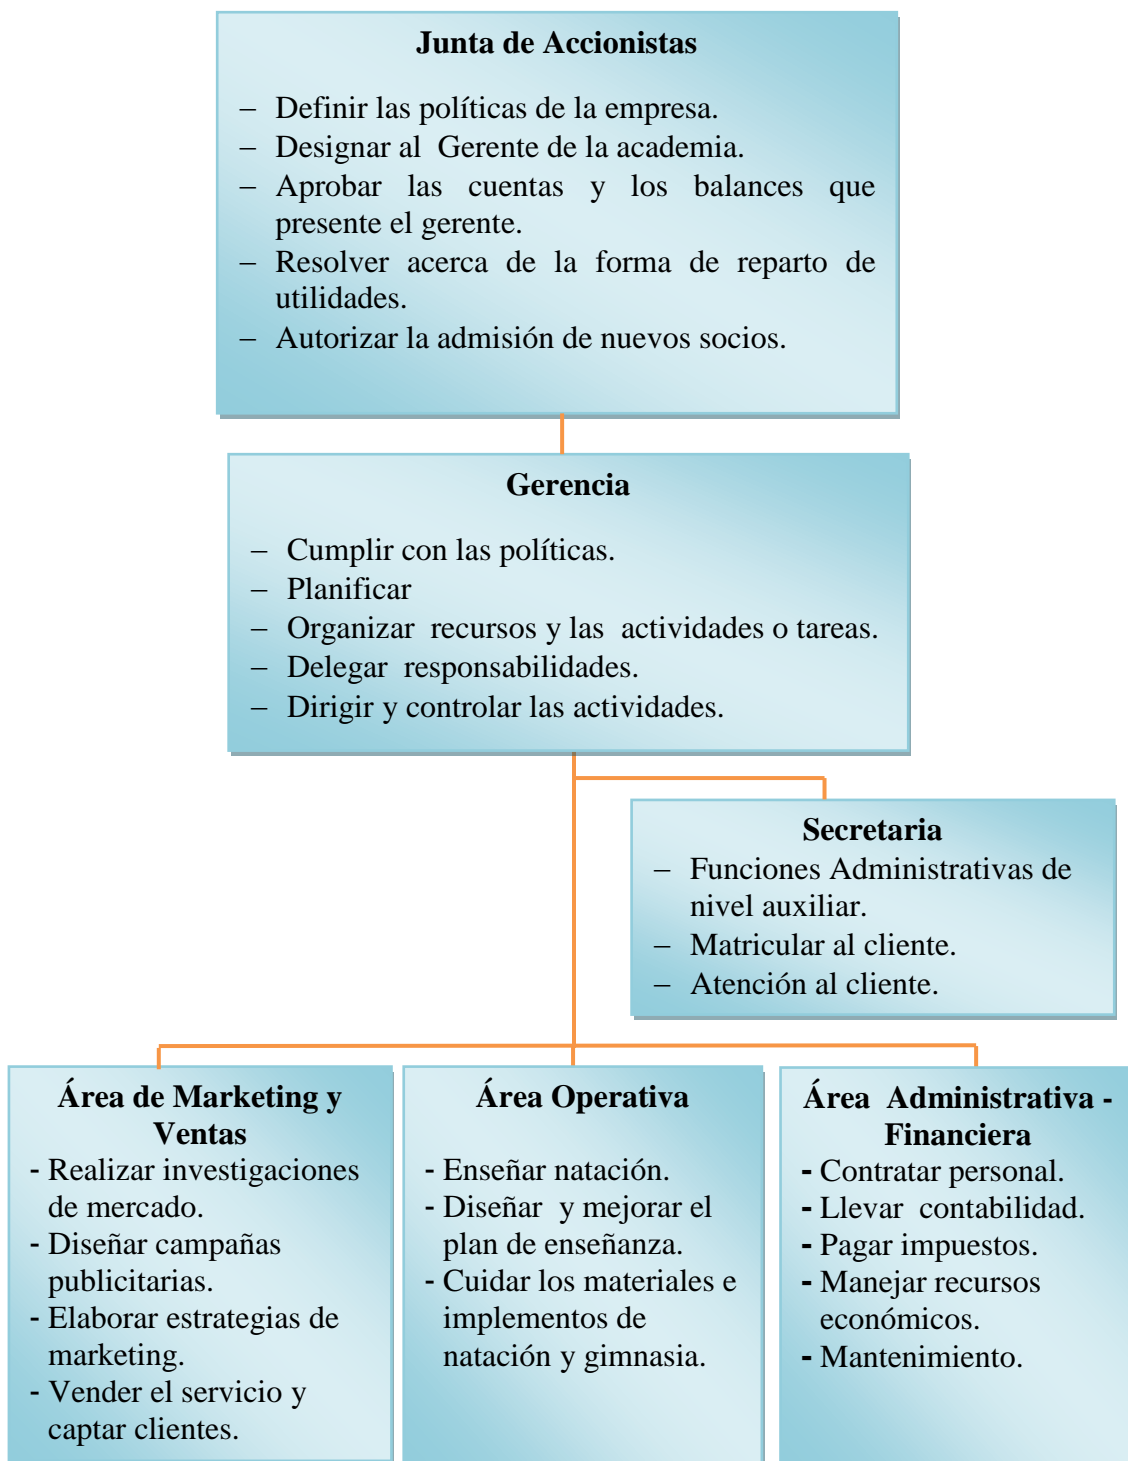 Junta de Accionistas
– Definir las políticas de la empresa.
– Designar al Gerente de la academia.
– Aprobar las cuentas y los balances que
presente el gerente.
– Resolver acerca de la forma de reparto de
utilidades.
– Autorizar la admisión de nuevos socios.
Gerencia
– Cumplir con las políticas.
– Planificar
– Organizar recursos y las actividades o tareas.
– Delegar responsabilidades.
– Dirigir y controlar las actividades.
Secretaria
– Funciones Administrativas de
nivel auxiliar.
– Matricular al cliente.
– Atención al cliente.
Área de Marketing y
Ventas
- Realizar investigaciones
de mercado.
- Diseñar campañas
publicitarias.
- Elaborar estrategias de
marketing.
- Vender el servicio y
captar clientes.
Área Operativa
- Enseñar natación.
- Diseñar y mejorar el
plan de enseñanza.
- Cuidar los materiales e
implementos de
natación y gimnasia.
Área Administrativa -
Financiera
- Contratar personal.
- Llevar contabilidad.
- Pagar impuestos.
- Manejar recursos
económicos.
- Mantenimiento.